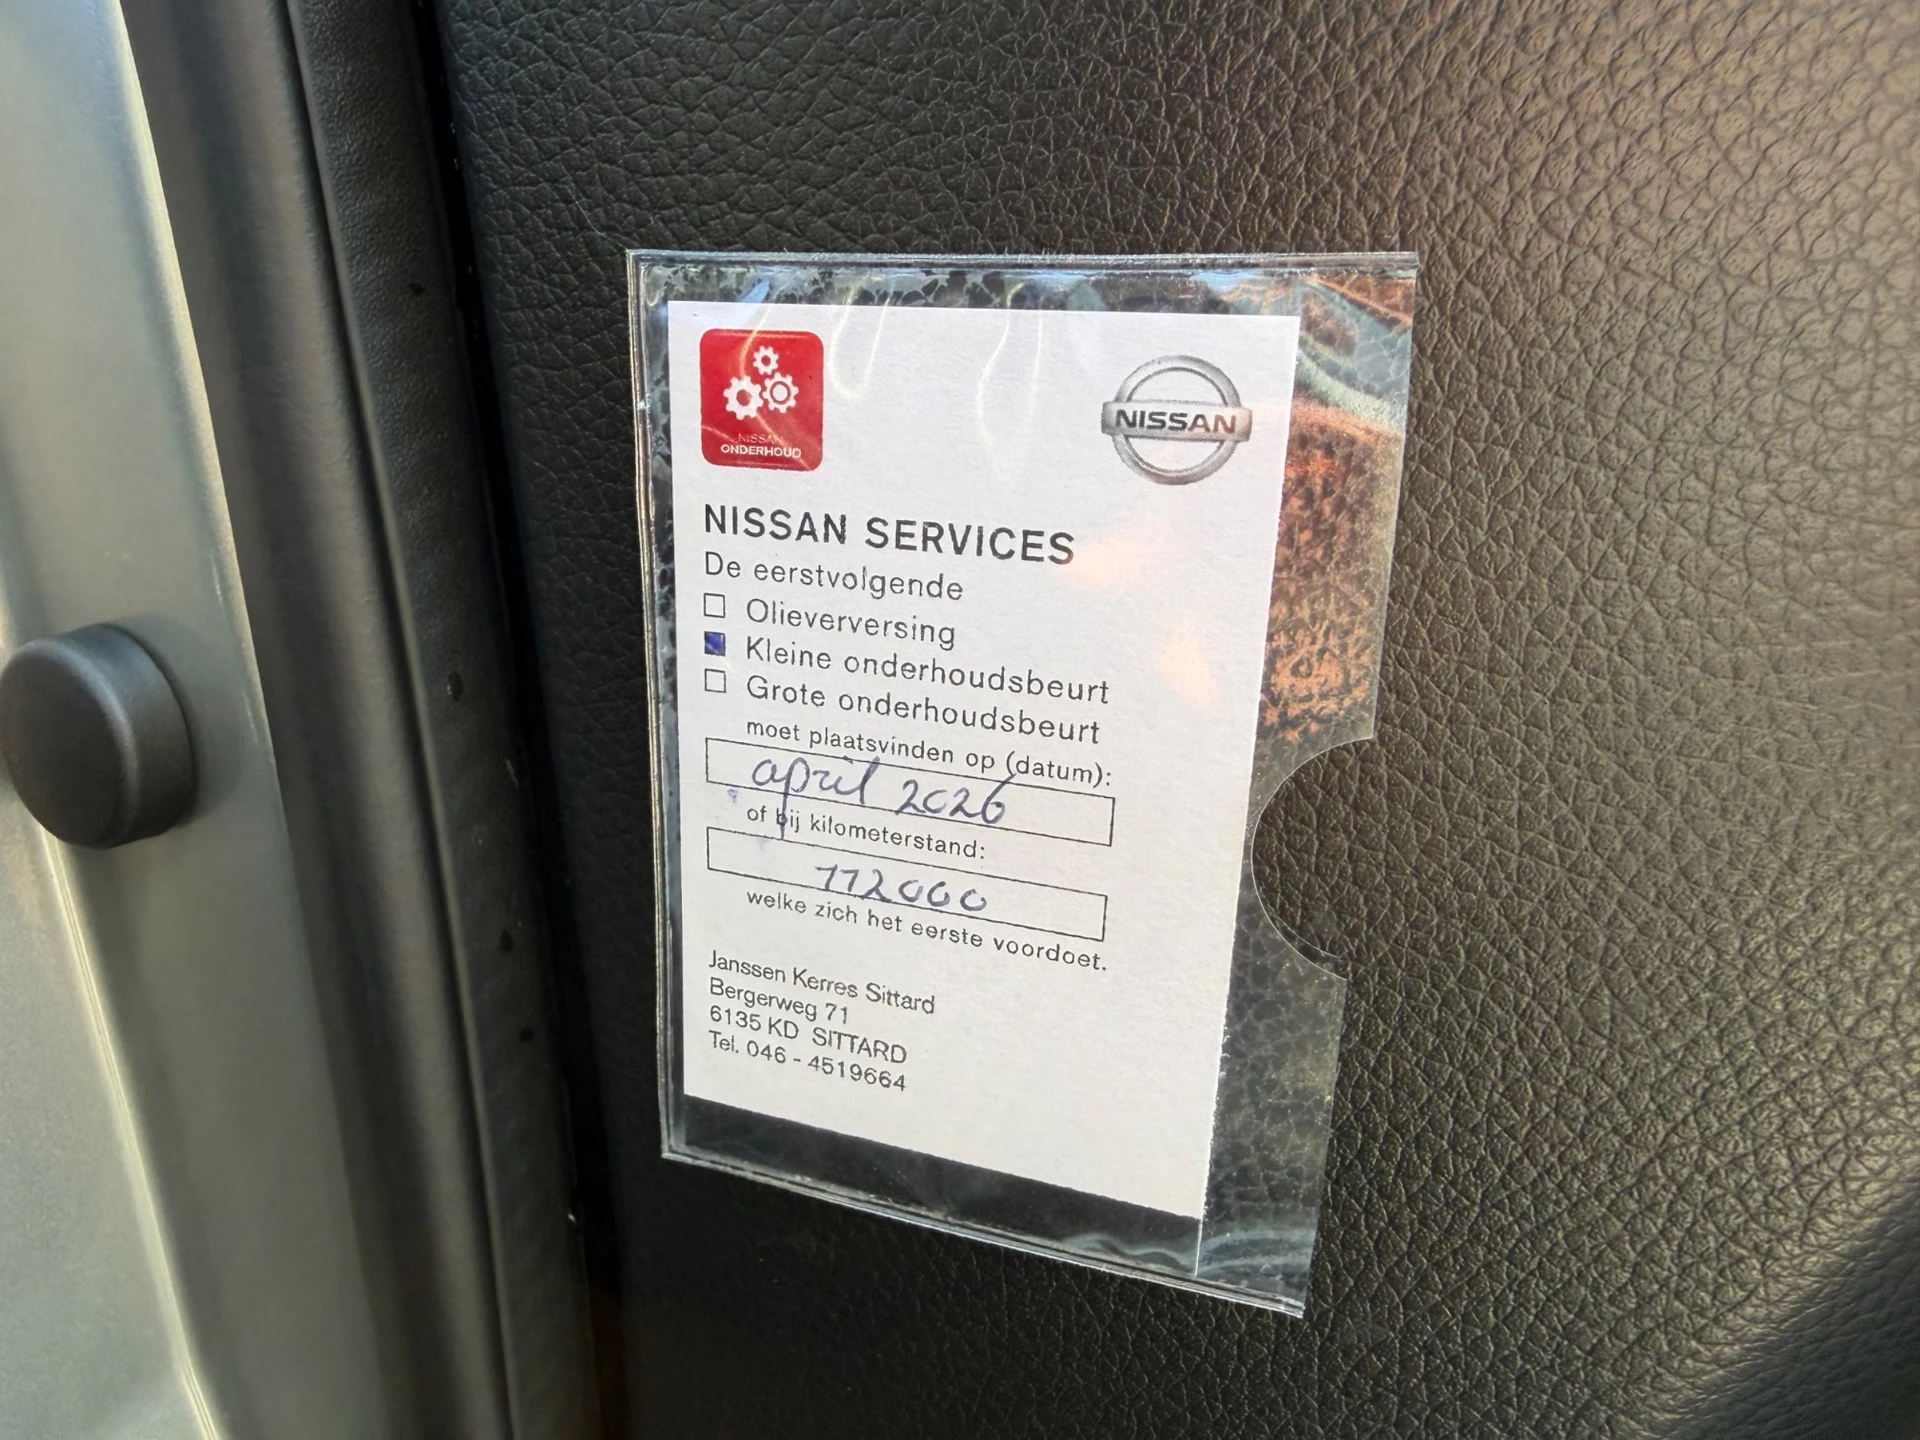 NISSAN
ONDERHOUD
NISSAN
NISSAN SERVICES
De eerstvolgende
Olieverversing
Kleine onderhoudsbeurt
Grote onderhoudsbeurt
moet plaatsvinden op (datum):
april 2026
of bij kilometerstand:
112000
welke zich het eerste voordoet.
Janssen Kerres Sittard
Bergerweg 71
6135 KD SITTARD
Tel. 046 - 4519664